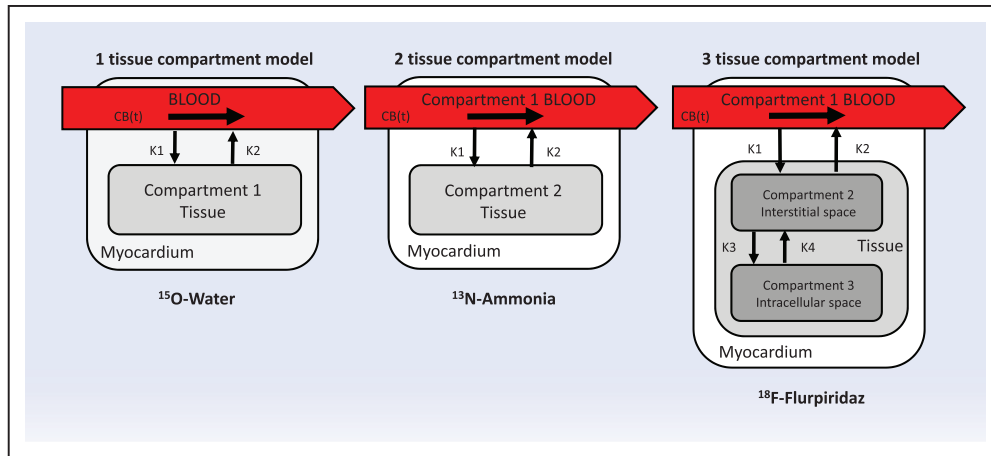 1 tissue compartment model
BLOOD
CB(t)
K1
K2
Compartment 1
Tissue
Myocardium
¹⁵O-Water
2 tissue compartment model
Compartment 1 BLOOD
CB(t)
K1
K2
Compartment 2
Tissue
Myocardium
¹³N-Ammonia
3 tissue compartment model
Compartment 1 BLOOD
CB(t)
K1
K2
Compartment 2
Interstitial space
K3
K4
Tissue
Compartment 3
Intracellular space
Myocardium
¹⁸F-Flurpiridaz